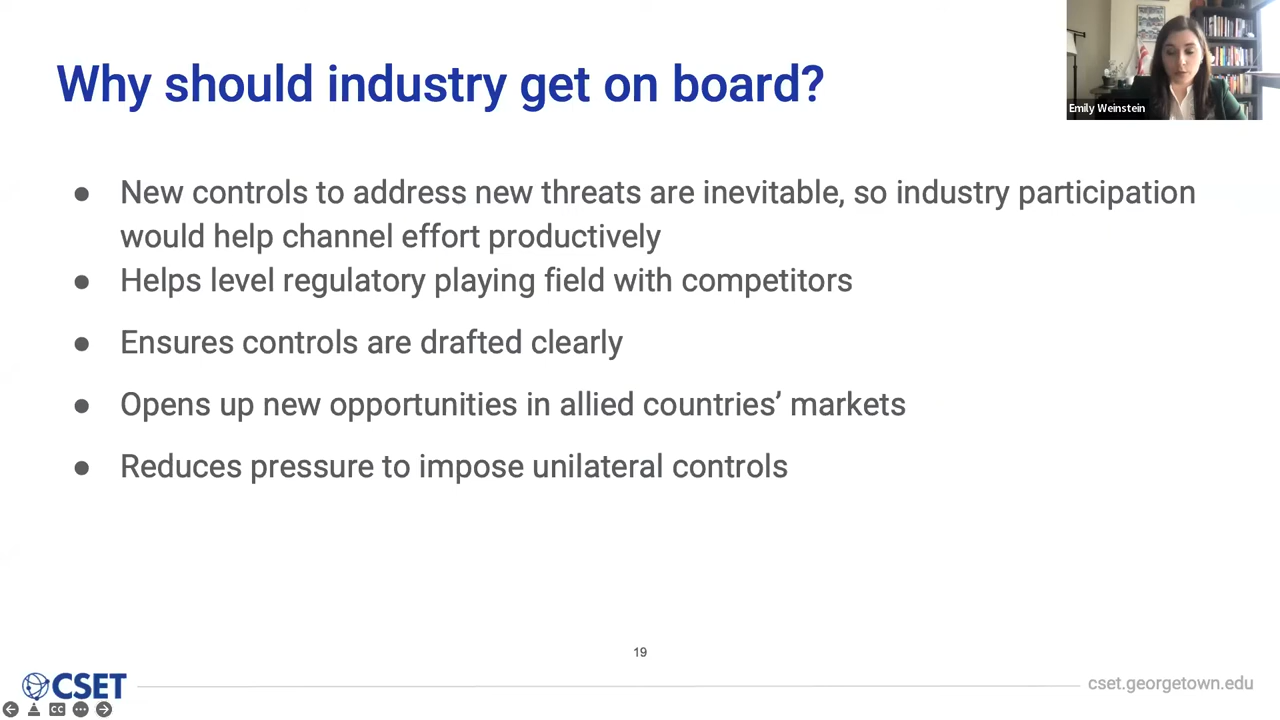 Why should industry get on board?
Emily Weinstein
● New controls to address new threats are inevitable, so industry participation
would help channel effort productively
● Helps level regulatory playing field with competitors
● Ensures controls are drafted clearly
● Opens up new opportunities in allied countries’ markets
● Reduces pressure to impose unilateral controls
19
CSET
cset.georgetown.edu
CC